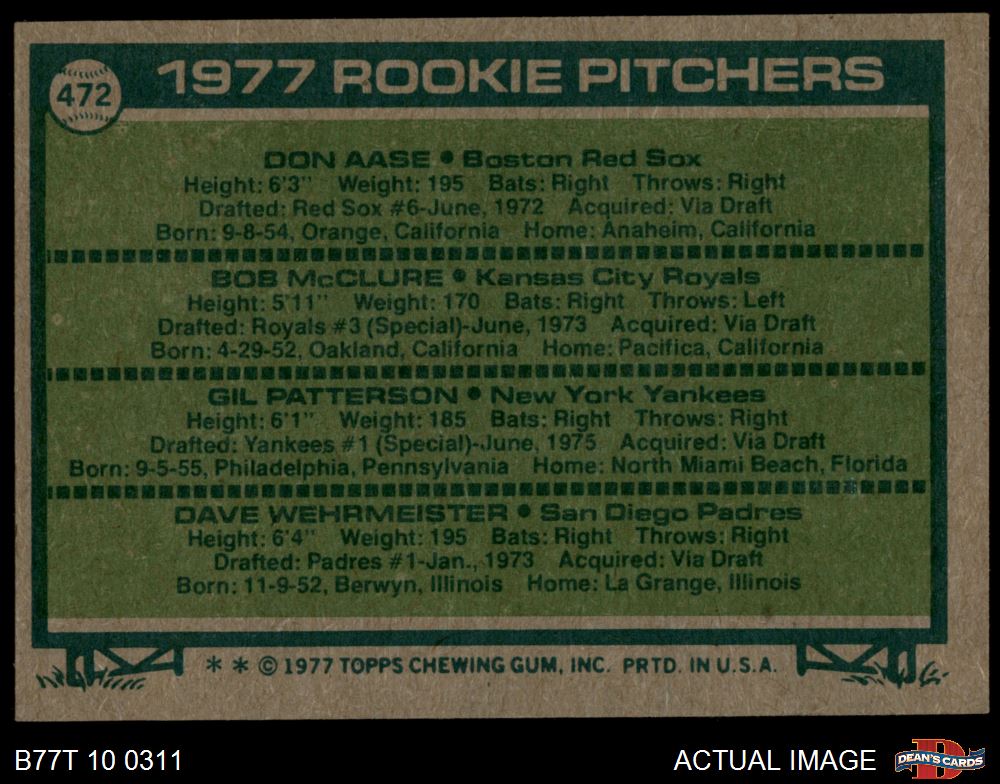 472
1977 ROOKIE PITCHERS
DON AASE • Boston Red Sox
Height: 6'3" Weight: 195 Bats: Right Throws: Right
Drafted: Red Sox #6-June, 1972 Acquired: Via Draft
Born: 9-8-54, Orange, California Home: Anaheim, California
BOB McCLURE • Kansas City Royals
Height: 5'11" Weight: 170 Bats: Right Throws: Left
Drafted: Royals #3 (Special)-June, 1973 Acquired: Via Draft
Born: 4-29-52, Oakland, California Home: Pacifica, California
GIL PATTERSON • New York Yankees
Height: 6'1" Weight: 185 Bats: Right Throws: Right
Drafted: Yankees #1 (Special)-June, 1975 Acquired: Via Draft
Born: 9-5-55, Philadelphia, Pennsylvania Home: North Miami Beach, Florida
DAVE WEHRMEISTER • San Diego Padres
Height: 6'4" Weight: 195 Bats: Right Throws: Right
Drafted: Padres #1-Jan., 1973 Acquired: Via Draft
Born: 11-9-52, Berwyn, Illinois Home: La Grange, Illinois
* * © 1977 TOPPS CHEWING GUM, INC. PRTD. IN U.S.A.
B77T 10 0311
ACTUAL IMAGE
D
DEAN'S CARDS